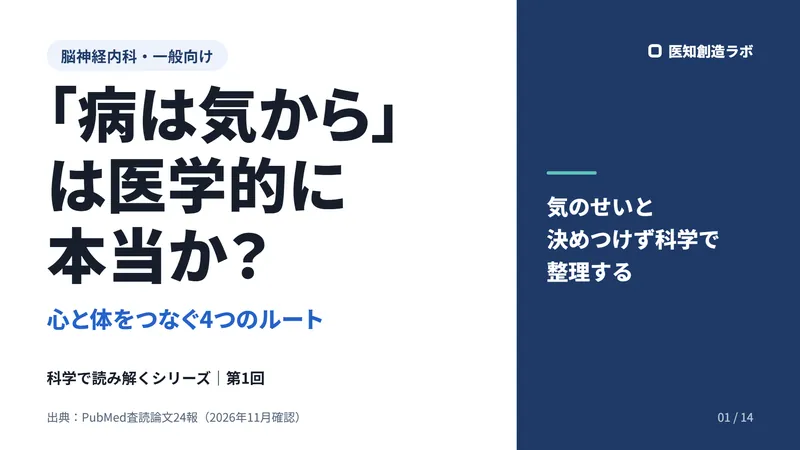 脳神経内科・一般向け
「病は気から」
は医学的に
本当か？
心と体をつなぐ4つのルート
科学で読み解くシリーズ｜第1回
出典：PubMed査読論文24報（2026年11月確認）
医知創造ラボ
気のせいと
決めつけず科学で
整理する
01 / 14